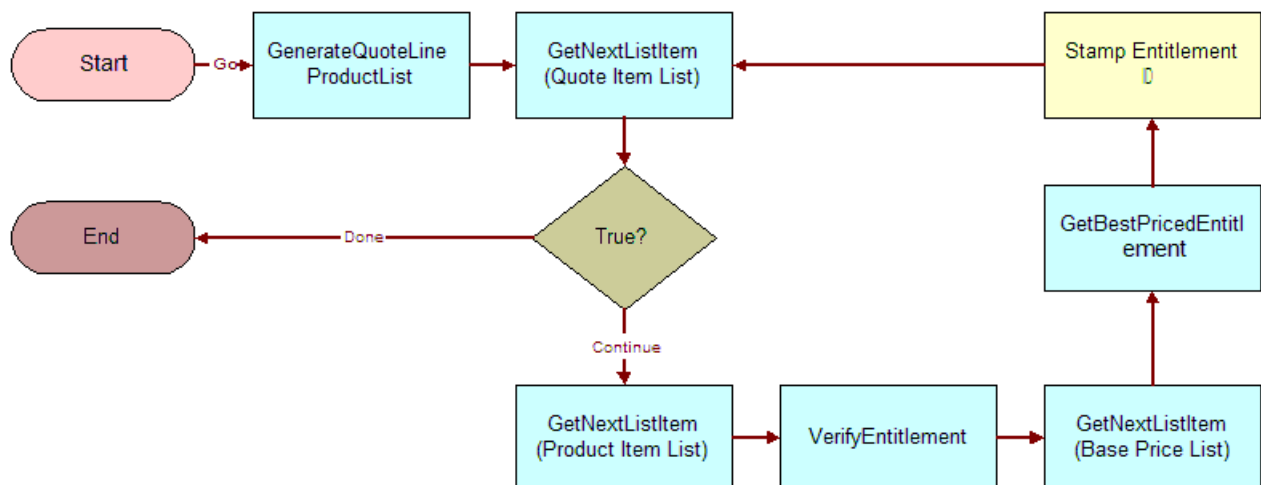 Start
Go
GenerateQuoteLine
ProductList
GetNextListItem
(Quote Item List)
Stamp Entitlement
End
Done
True?
GetBestPricedEntitl
ement
Continue
GetNextListItem
(Product Item List)
VerifyEntitlement
GetNextListItem
(Base Price List)